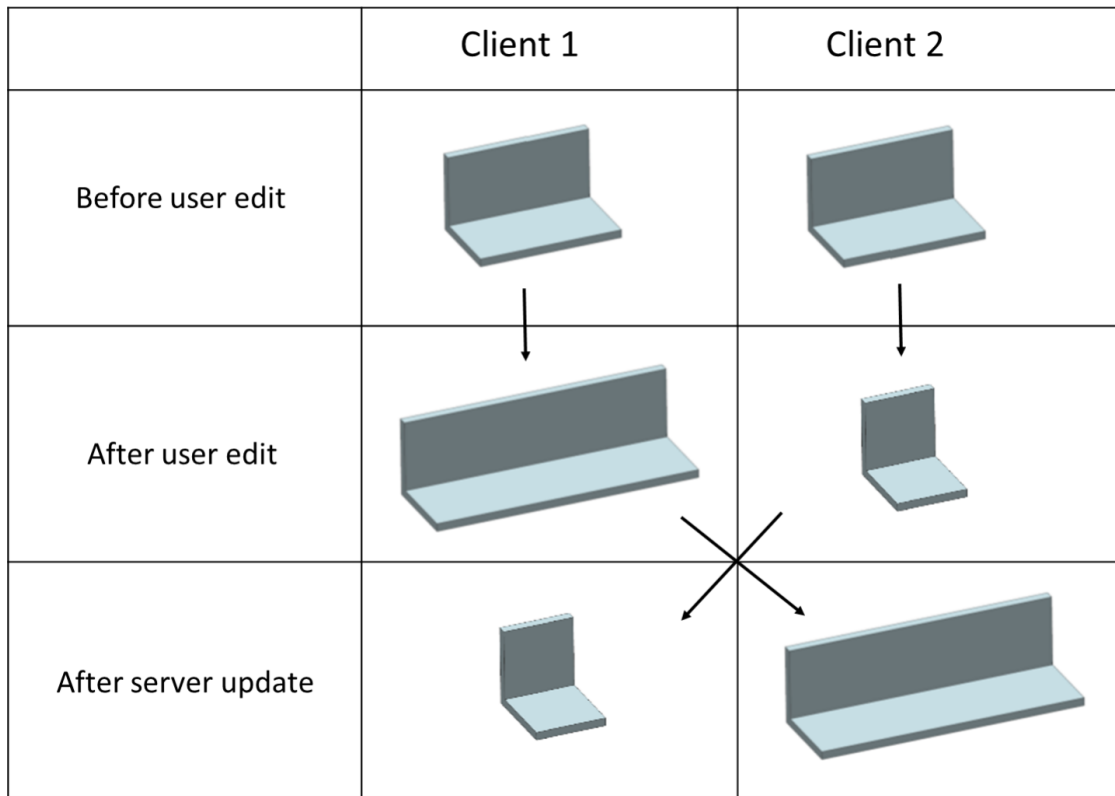 Client 1
Client 2
Before user edit
After user edit
After server update